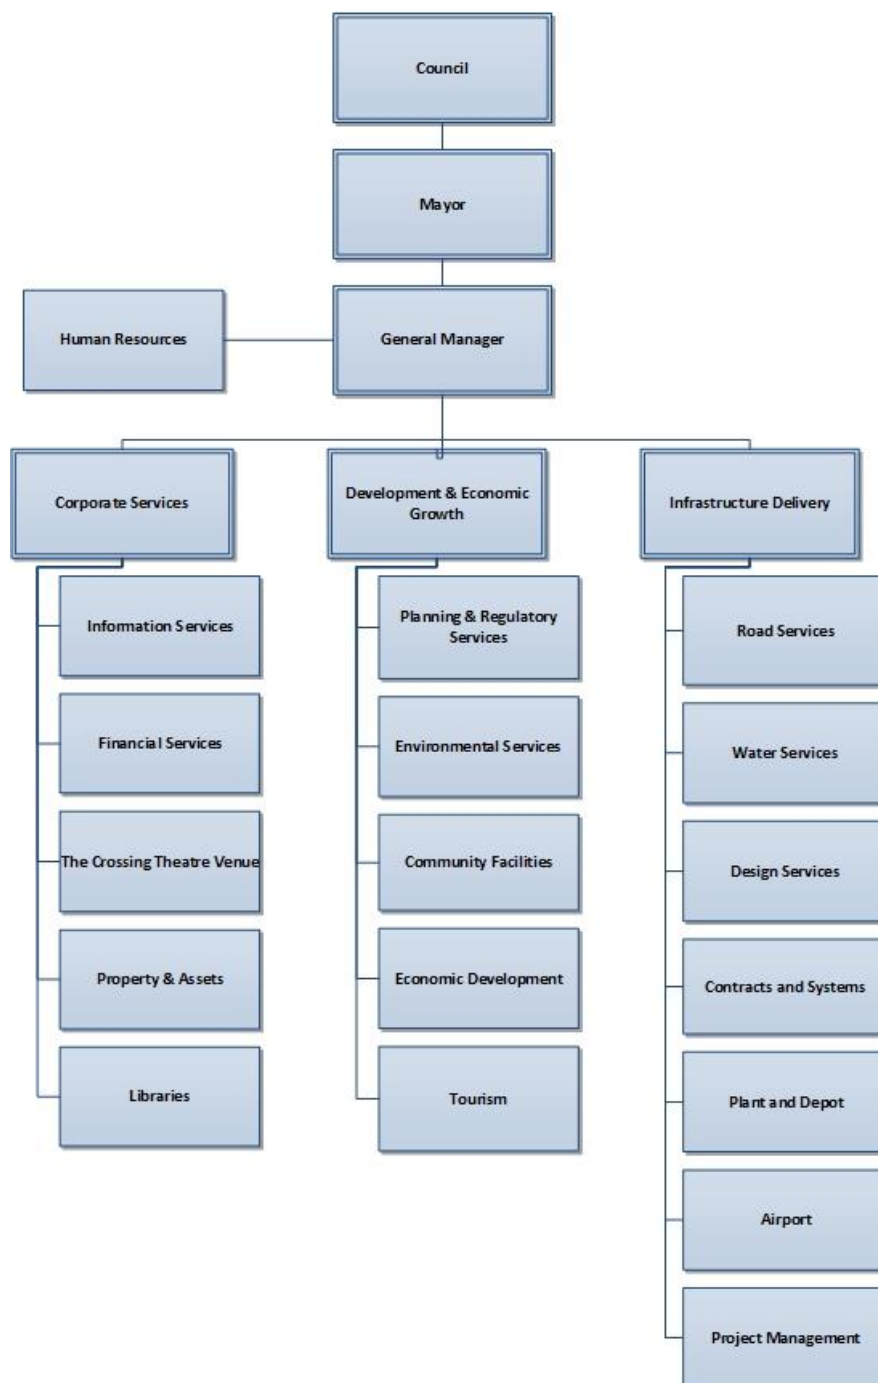 Council
Mayor
Human Resources
General Manager
Corporate Services
Development & Economic
Growth
Infrastructure Delivery
Information Services
Financial Services
The Crossing Theatre Venue
Property & Assets
Libraries
Planning & Regulatory
Services
Environmental Services
Community Facilities
Economic Development
Tourism
Road Services
Water Services
Design Services
Contracts and Systems
Plant and Depot
Airport
Project Management